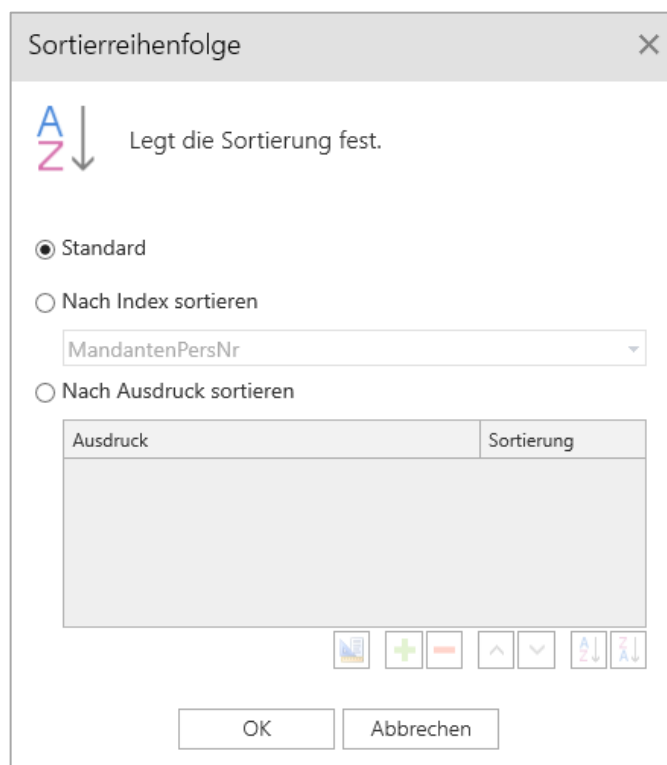 Sortierreihenfolge
Legt die Sortierung fest.
Standard
Nach Index sortieren
MandantenPersNr
Nach Ausdruck sortieren
Ausdruck Sortierung
OK Abbrechen